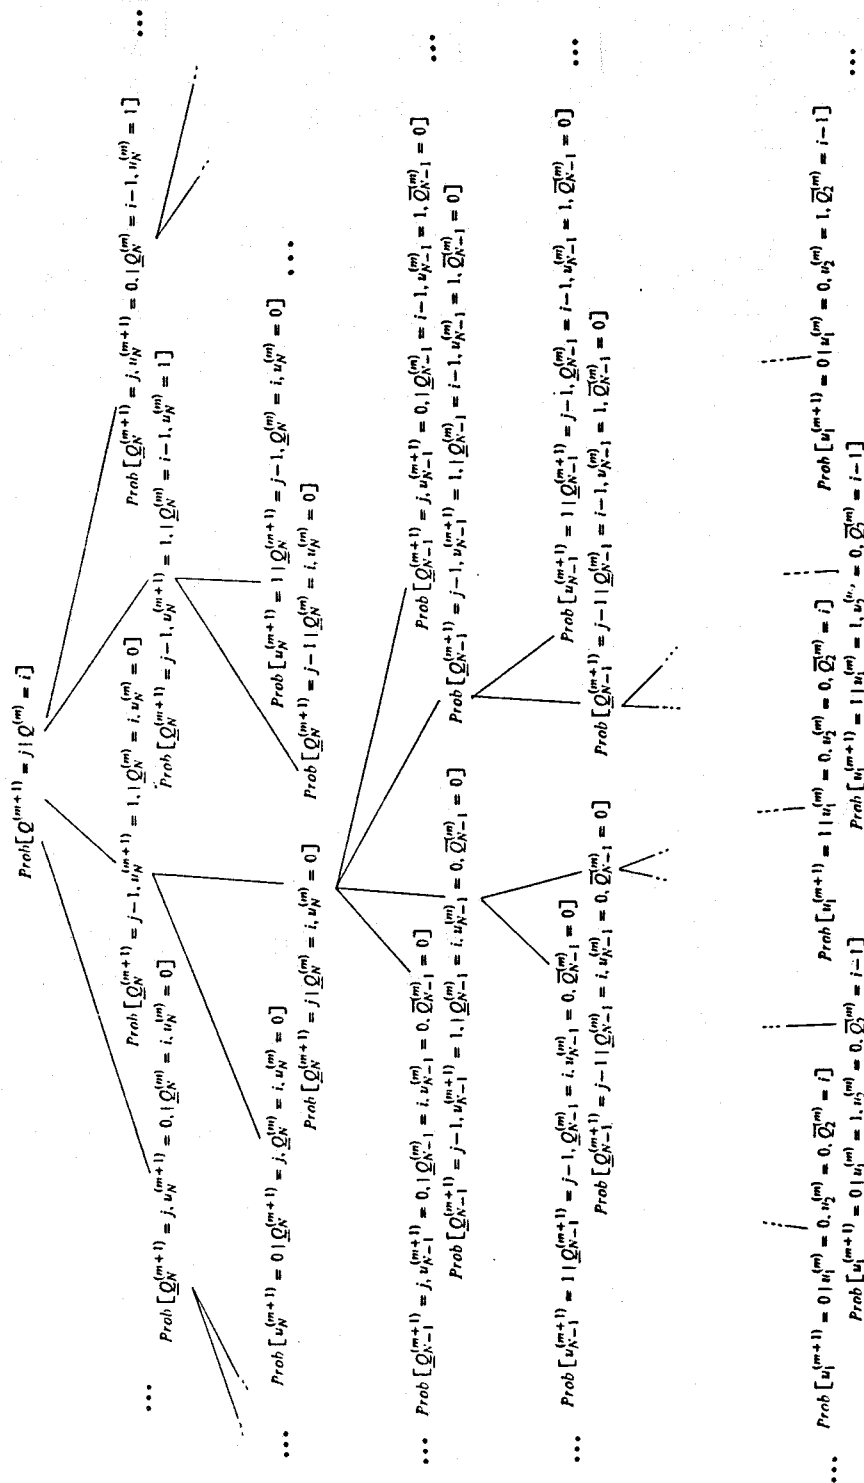 Prob[Q^{(m+1)} = j | Q^{(m)} = i]
... Prob[Q_N^{(m+1)} = j, u_N^{(m+1)} = 0, | Q_N^{(m)} = i, u_N^{(m)} = 0]
Prob[Q_N^{(m+1)} = j−1, u_N^{(m+1)} = 1, | Q_N^{(m)} = i, u_N^{(m)} = 0]
Prob[Q_N^{(m+1)} = j−1, u_N^{(m+1)} = 1, | Q_N^{(m)} = i−1, u_N^{(m)} = 1]
Prob[Q_N^{(m+1)} = j, u_N^{(m+1)} = 0, | Q_N^{(m)} = i−1, u_N^{(m)} = 1] ...
... Prob[u_N^{(m+1)} = 0 | Q_N^{(m+1)} = j, Q_N^{(m)} = i, u_N^{(m)} = 0]
Prob[Q_N^{(m+1)} = j | Q_N^{(m)} = i, u_N^{(m)} = 0]
Prob[u_N^{(m+1)} = 1 | Q_N^{(m+1)} = j−1, Q_N^{(m)} = i, u_N^{(m)} = 0] ...
Prob[Q_N^{(m+1)} = j−1 | Q_N^{(m)} = i, u_N^{(m)} = 0]
... Prob[Q_{N−1}^{(m+1)} = j, u_{N−1}^{(m+1)} = 0, | Q_{N−1}^{(m)} = i, u_{N−1}^{(m)} = 0, Q̅_{N−1}^{(m)} = 0]
Prob[Q_{N−1}^{(m+1)} = j−1, u_{N−1}^{(m+1)} = 1, | Q_{N−1}^{(m)} = i, u_{N−1}^{(m)} = 0, Q̅_{N−1}^{(m)} = 0]
Prob[Q_{N−1}^{(m+1)} = j, u_{N−1}^{(m+1)} = 0, | Q_{N−1}^{(m)} = i−1, u_{N−1}^{(m)} = 1, Q̅_{N−1}^{(m)} = 0] ...
Prob[Q_{N−1}^{(m+1)} = j−1, u_{N−1}^{(m+1)} = 1, | Q_{N−1}^{(m)} = i−1, u_{N−1}^{(m)} = 1, Q̅_{N−1}^{(m)} = 0]
... Prob[u_{N−1}^{(m+1)} = 1 | Q_{N−1}^{(m+1)} = j−1, Q_{N−1}^{(m)} = i, u_{N−1}^{(m)} = 0, Q̅_{N−1}^{(m)} = 0]
Prob[Q_{N−1}^{(m+1)} = j−1 | Q_{N−1}^{(m)} = i, u_{N−1}^{(m)} = 0, Q̅_{N−1}^{(m)} = 0]
Prob[u_{N−1}^{(m+1)} = 1 | Q_{N−1}^{(m+1)} = j−1, Q_{N−1}^{(m)} = i−1, u_{N−1}^{(m)} = 1, Q̅_{N−1}^{(m)} = 0] ...
Prob[Q_{N−1}^{(m+1)} = j−1 | Q_{N−1}^{(m)} = i−1, u_{N−1}^{(m)} = 1, Q̅_{N−1}^{(m)} = 0]
... Prob[u_1^{(m+1)} = 0 | u_1^{(m)} = 0, u_2^{(m)} = 0, Q̅_2^{(m)} = i]
Prob[u_1^{(m+1)} = 0 | u_1^{(m)} = 1, u_2^{(m)} = 0, Q̅_2^{(m)} = i−1]
Prob[u_1^{(m+1)} = 1 | u_1^{(m)} = 0, u_2^{(m)} = 0, Q̅_2^{(m)} = i]
Prob[u_1^{(m+1)} = 1 | u_1^{(m)} = 1, = 0, Q̅_2^{(m)} = i−1]
Prob[u_1^{(m+1)} = 0 | u_1^{(m)} = 0, u_2^{(m)} = 1, Q̅_2^{(m)} = i−1] ...